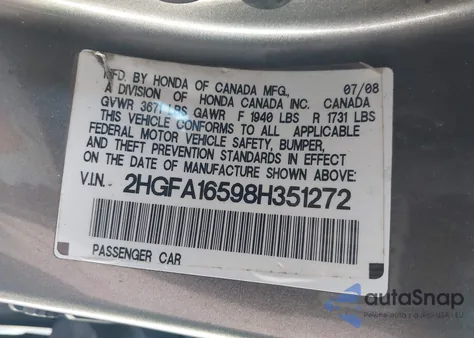 MFD. BY HONDA OF CANADA MFG., 07/08
A DIVISION OF HONDA CANADA INC. CANADA
GVWR 3671 LBS GAWR F 1940 LBS R 1731 LBS
THIS VEHICLE CONFORMS TO ALL APPLICABLE
FEDERAL MOTOR VEHICLE SAFETY, BUMPER,
AND THEFT PREVENTION STANDARDS IN EFFECT
ON THE DATE OF MANUFACTURE SHOWN ABOVE:
V.I.N. 2HGFA16598H351272
PASSENGER CAR
autaSnap